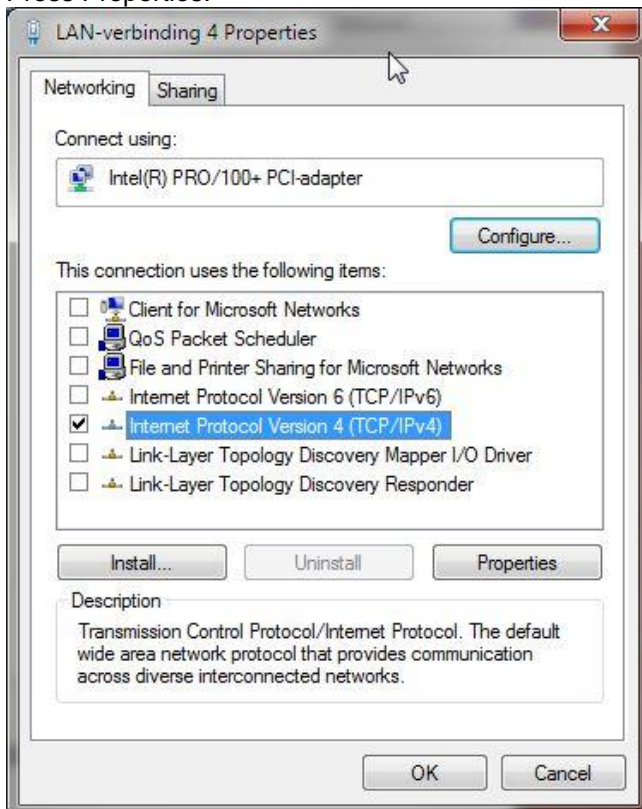 Press Properties.
LAN-verbinding 4 Properties
Networking Sharing
Connect using:
Intel(R) PRO/100+ PCI-adapter
Configure...
This connection uses the following items:
Client for Microsoft Networks
QoS Packet Scheduler
File and Printer Sharing for Microsoft Networks
Internet Protocol Version 6 (TCP/IPv6)
Internet Protocol Version 4 (TCP/IPv4)
Link-Layer Topology Discovery Mapper I/O Driver
Link-Layer Topology Discovery Responder
Install... Uninstall Properties
Description
Transmission Control Protocol/Internet Protocol. The default
wide area network protocol that provides communication
across diverse interconnected networks.
OK Cancel